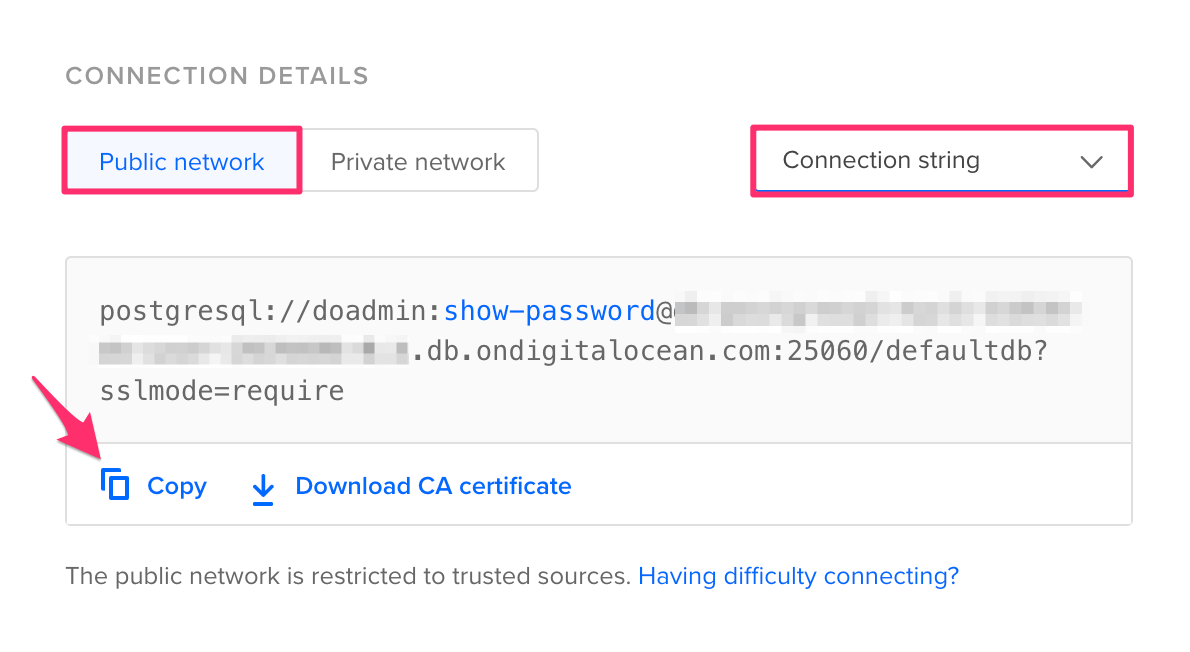 CONNECTION DETAILS
Public network Private network Connection string
postgresql://doadmin:show-password@
.db.ondigitalocean.com:25060/defaultdb?
sslmode=require
Copy Download CA certificate
The public network is restricted to trusted sources. Having difficulty connecting?